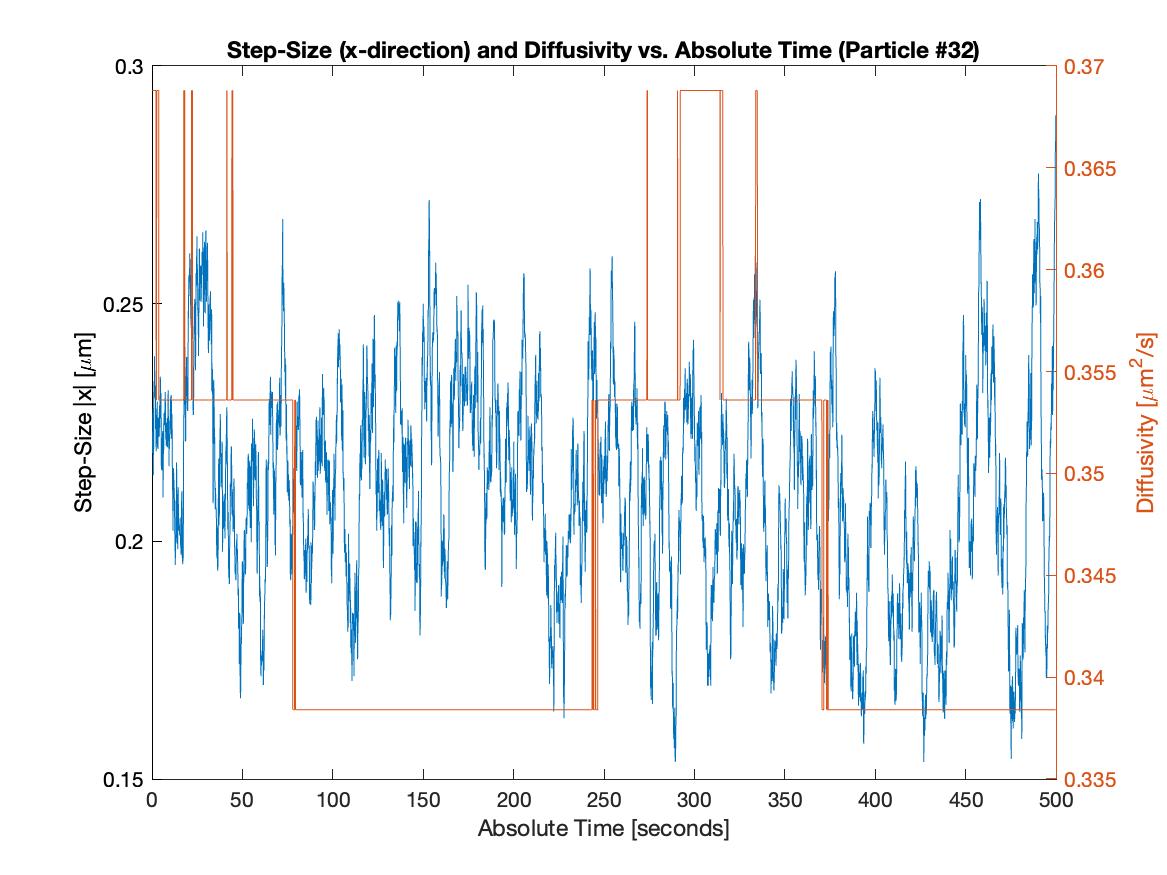 Step-Size (x-direction) and Diffusivity vs. Absolute Time (Particle #32)
0.3
0.25
0.2
0.15
Step-Size |x| [μm]
0.37
0.365
0.36
0.355
0.35
0.345
0.34
0.335
Diffusivity [μm²/s]
0 50 100 150 200 250 300 350 400 450 500
Absolute Time [seconds]